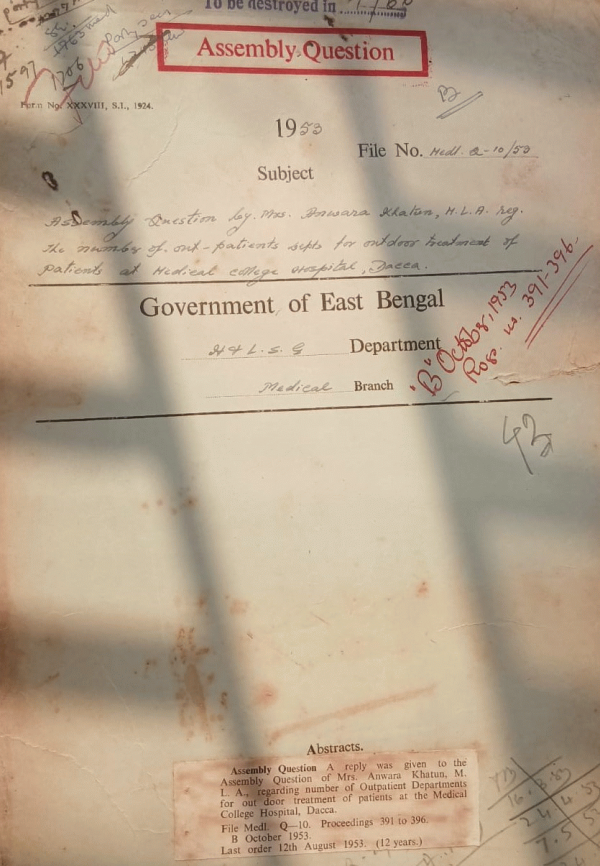 To be destroyed in
Assembly Question
1597
1706
Form No. XXXVIII, S.I., 1924.
B
1953
File No. Medl. Q-10/53
Subject
Assembly Question by Mrs. Anwara Khatun, M.L.A. reg.
the number of out-patients depts for outdoor treatment of
patients at Medical College Hospital, Dacca.
Government of East Bengal
H & L. S. G Department
Medical Branch
"B" October, 1953
Progs. no. 391-396.
43
Abstracts.
Assembly Question A reply was given to the
Assembly Question of Mrs. Anwara Khatun, M.
L. A., regarding number of Outpatient Departments
for out door treatment of patients at the Medical
College Hospital, Dacca.
File Medl. Q—10. Proceedings 391 to 396.
B October 1953.
Last order 12th August 1953. (12 years.)